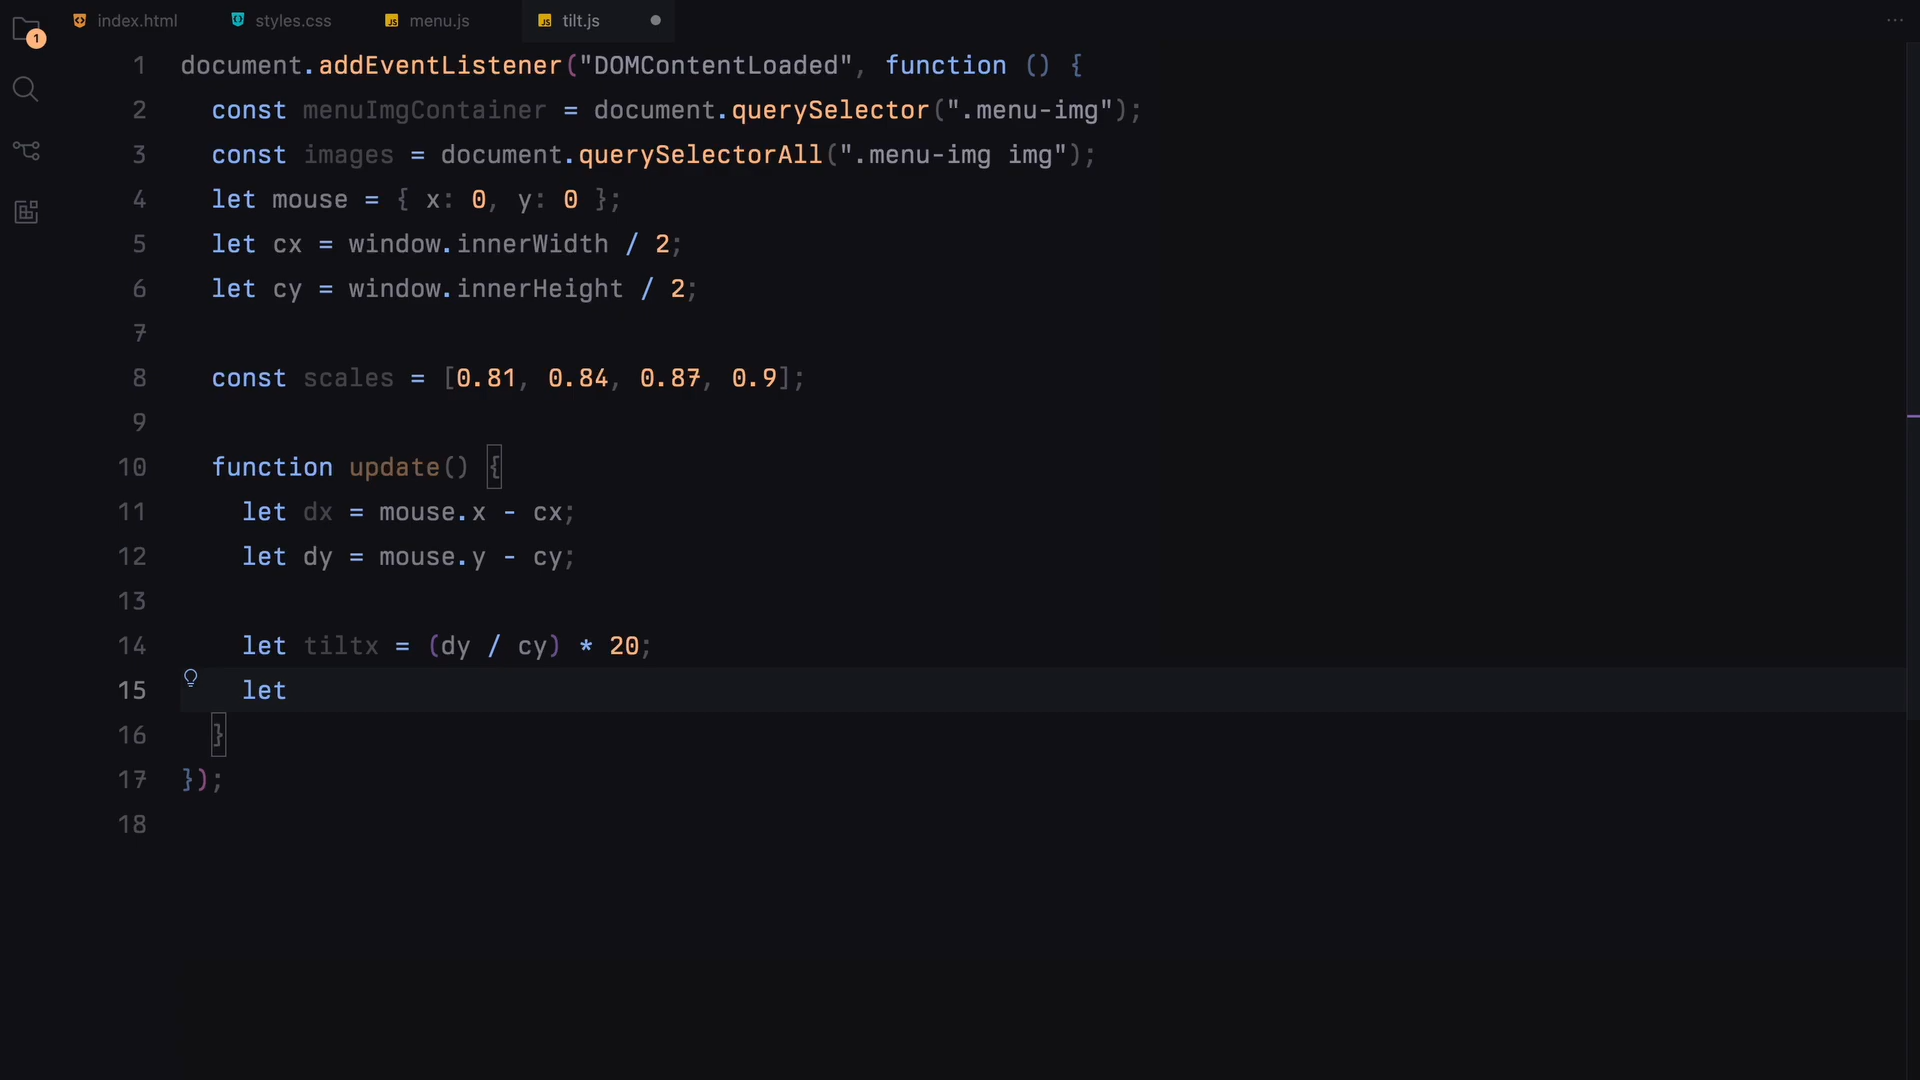 index.html styles.css menu.js tilt.js
1
1 document.addEventListener("DOMContentLoaded", function () {
2 const menuImgContainer = document.querySelector(".menu-img");
3 const images = document.querySelectorAll(".menu-img img");
4 let mouse = { x: 0, y: 0 };
5 let cx = window.innerWidth / 2;
6 let cy = window.innerHeight / 2;
7
8 const scales = [0.81, 0.84, 0.87, 0.9];
9
10 function update() {
11 let dx = mouse.x - cx;
12 let dy = mouse.y - cy;
13
14 let tiltx = (dy / cy) * 20;
15 let
16 }
17 });
18